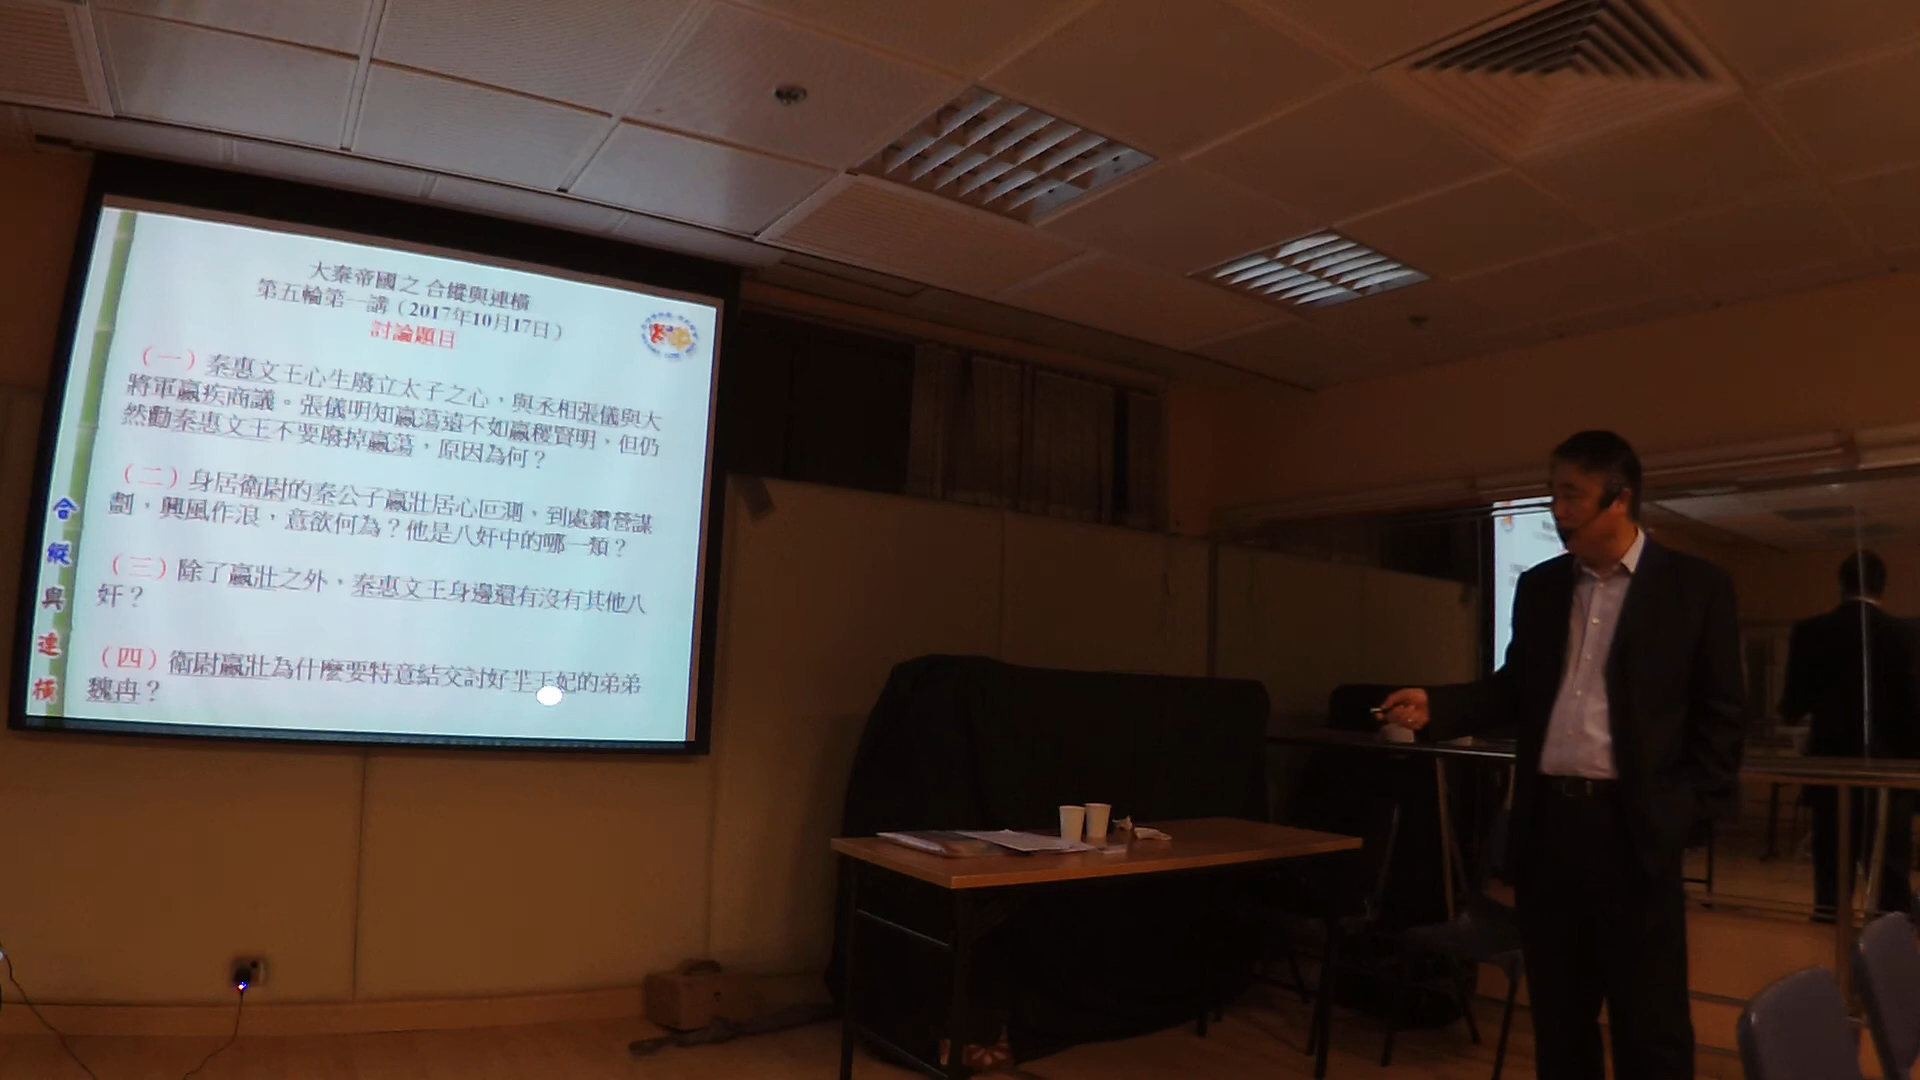 大秦帝國之 合縱與連橫
第五輪第一講（2017年10月17日）
討論題目
（一）秦惠文王心生廢立太子之心，與丞相張儀與大
將軍嬴疾商議。張儀明知嬴蕩遠不如嬴稷賢明，但仍
然勸秦惠文王不要廢掉嬴蕩，原因為何？
（二）身居衛尉的秦公子嬴壯居心叵測，到處鑽營謀
劃，興風作浪，意欲何為？他是八奸中的哪一類？
（三）除了嬴壯之外，秦惠文王身邊還有沒有其他八
奸？
（四）衛尉嬴壯為什麼要特意結交討好羋王妃的弟弟
魏冉？
合縱與連橫